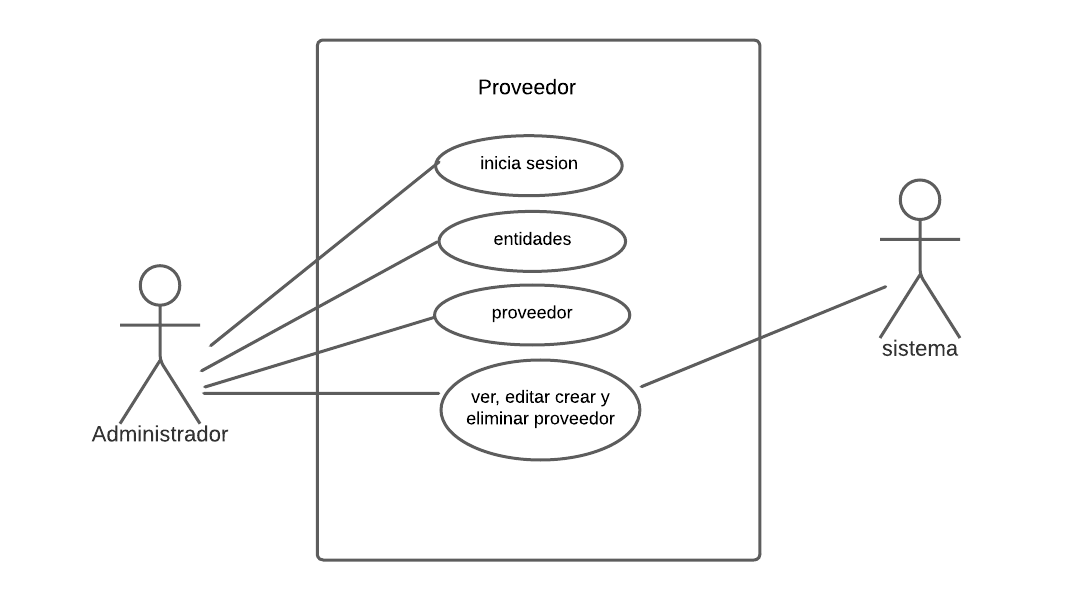 Proveedor
inicia sesion
entidades
proveedor
ver, editar crear y
eliminar proveedor
Administrador
sistema